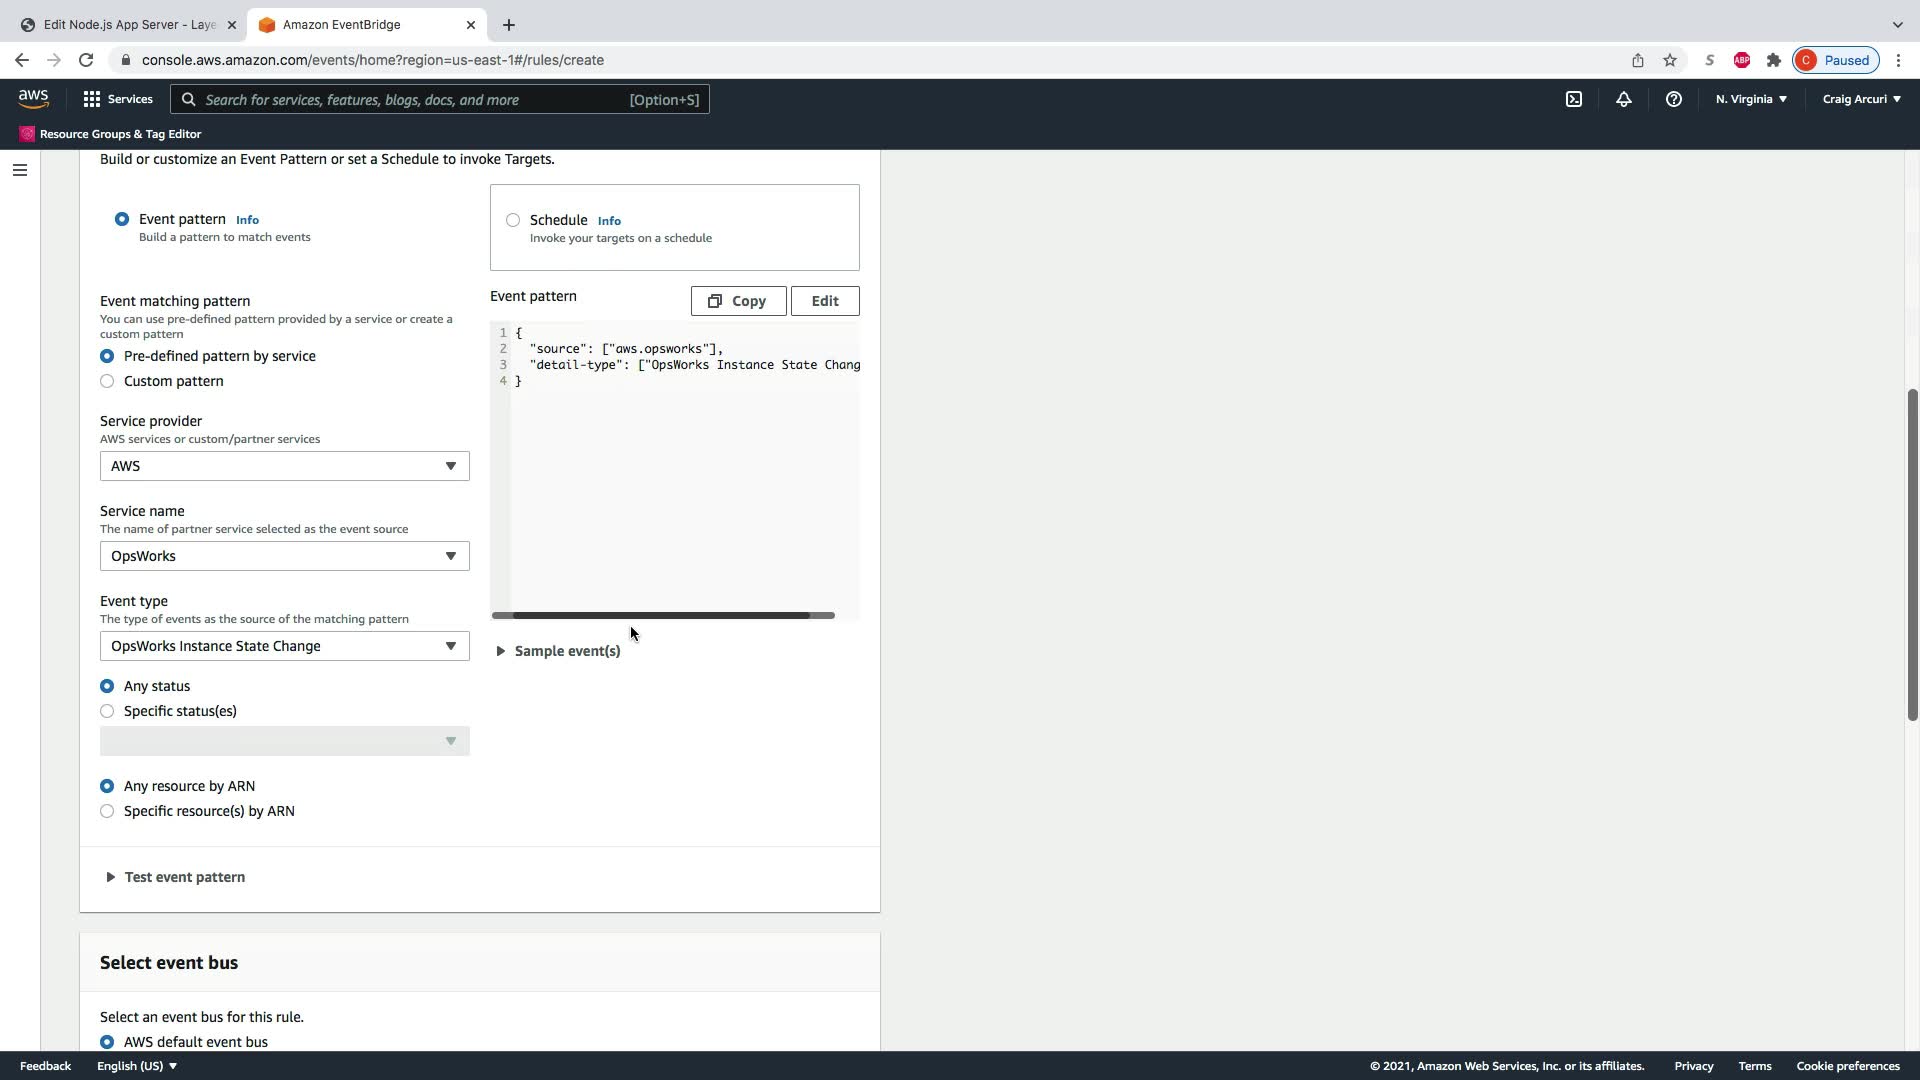 Edit Node.js App Server - Laye
Amazon EventBridge
console.aws.amazon.com/events/home?region=us-east-1#/rules/create
S
ABP
C Paused
aws
Services
Search for services, features, blogs, docs, and more [Option+S]
N. Virginia
Craig Arcuri
Resource Groups & Tag Editor
Build or customize an Event Pattern or set a Schedule to invoke Targets.
Event pattern Info
Build a pattern to match events
Schedule Info
Invoke your targets on a schedule
Event matching pattern
You can use pre-defined pattern provided by a service or create a
custom pattern
Pre-defined pattern by service
Custom pattern
Service provider
AWS services or custom/partner services
AWS
Service name
The name of partner service selected as the event source
OpsWorks
Event type
The type of events as the source of the matching pattern
OpsWorks Instance State Change
Any status
Specific status(es)
Any resource by ARN
Specific resource(s) by ARN
Event pattern
Copy
Edit
1 {
2 "source": ["aws.opsworks"],
3 "detail-type": ["OpsWorks Instance State Chang
4 }
Sample event(s)
Test event pattern
Select event bus
Select an event bus for this rule.
AWS default event bus
Feedback
English (US)
© 2021, Amazon Web Services, Inc. or its affiliates.
Privacy
Terms
Cookie preferences